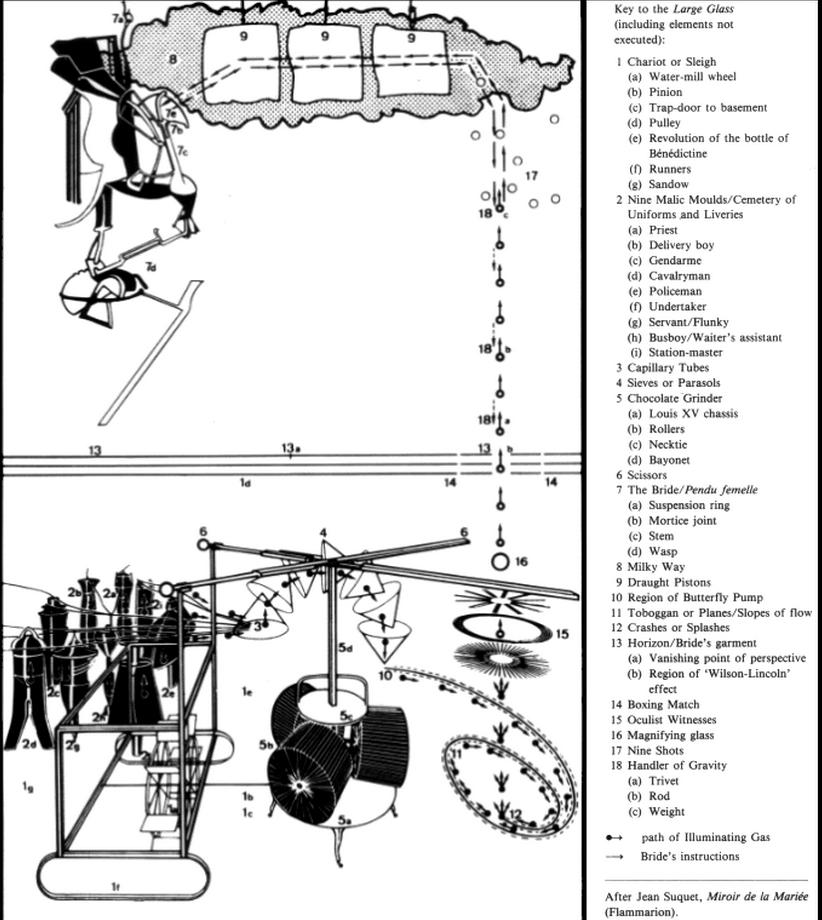 7a
9 9 9
8
7e
7b
7c
17
18 c
7d
18 b
18 a
13 13a 13 b
1d 14 14
6 4 6
16
2b 2a 2i
3
15
5d
10
2c 2e 1e
5c
2d 2g 5b 11
1g
1b
1c 5a 12
1f
Key to the Large Glass
(including elements not
executed):
1 Chariot or Sleigh
(a) Water-mill wheel
(b) Pinion
(c) Trap-door to basement
(d) Pulley
(e) Revolution of the bottle of
Bénédictine
(f) Runners
(g) Sandow
2 Nine Malic Moulds/Cemetery of
Uniforms and Liveries
(a) Priest
(b) Delivery boy
(c) Gendarme
(d) Cavalryman
(e) Policeman
(f) Undertaker
(g) Servant/Flunky
(h) Busboy/Waiter's assistant
(i) Station-master
3 Capillary Tubes
4 Sieves or Parasols
5 Chocolate Grinder
(a) Louis XV chassis
(b) Rollers
(c) Necktie
(d) Bayonet
6 Scissors
7 The Bride/Pendu femelle
(a) Suspension ring
(b) Mortice joint
(c) Stem
(d) Wasp
8 Milky Way
9 Draught Pistons
10 Region of Butterfly Pump
11 Toboggan or Planes/Slopes of flow
12 Crashes or Splashes
13 Horizon/Bride's garment
(a) Vanishing point of perspective
(b) Region of 'Wilson-Lincoln'
effect
14 Boxing Match
15 Oculist Witnesses
16 Magnifying glass
17 Nine Shots
18 Handler of Gravity
(a) Trivet
(b) Rod
(c) Weight
path of Illuminating Gas
Bride's instructions
After Jean Suquet, Miroir de la Mariée
(Flammarion).